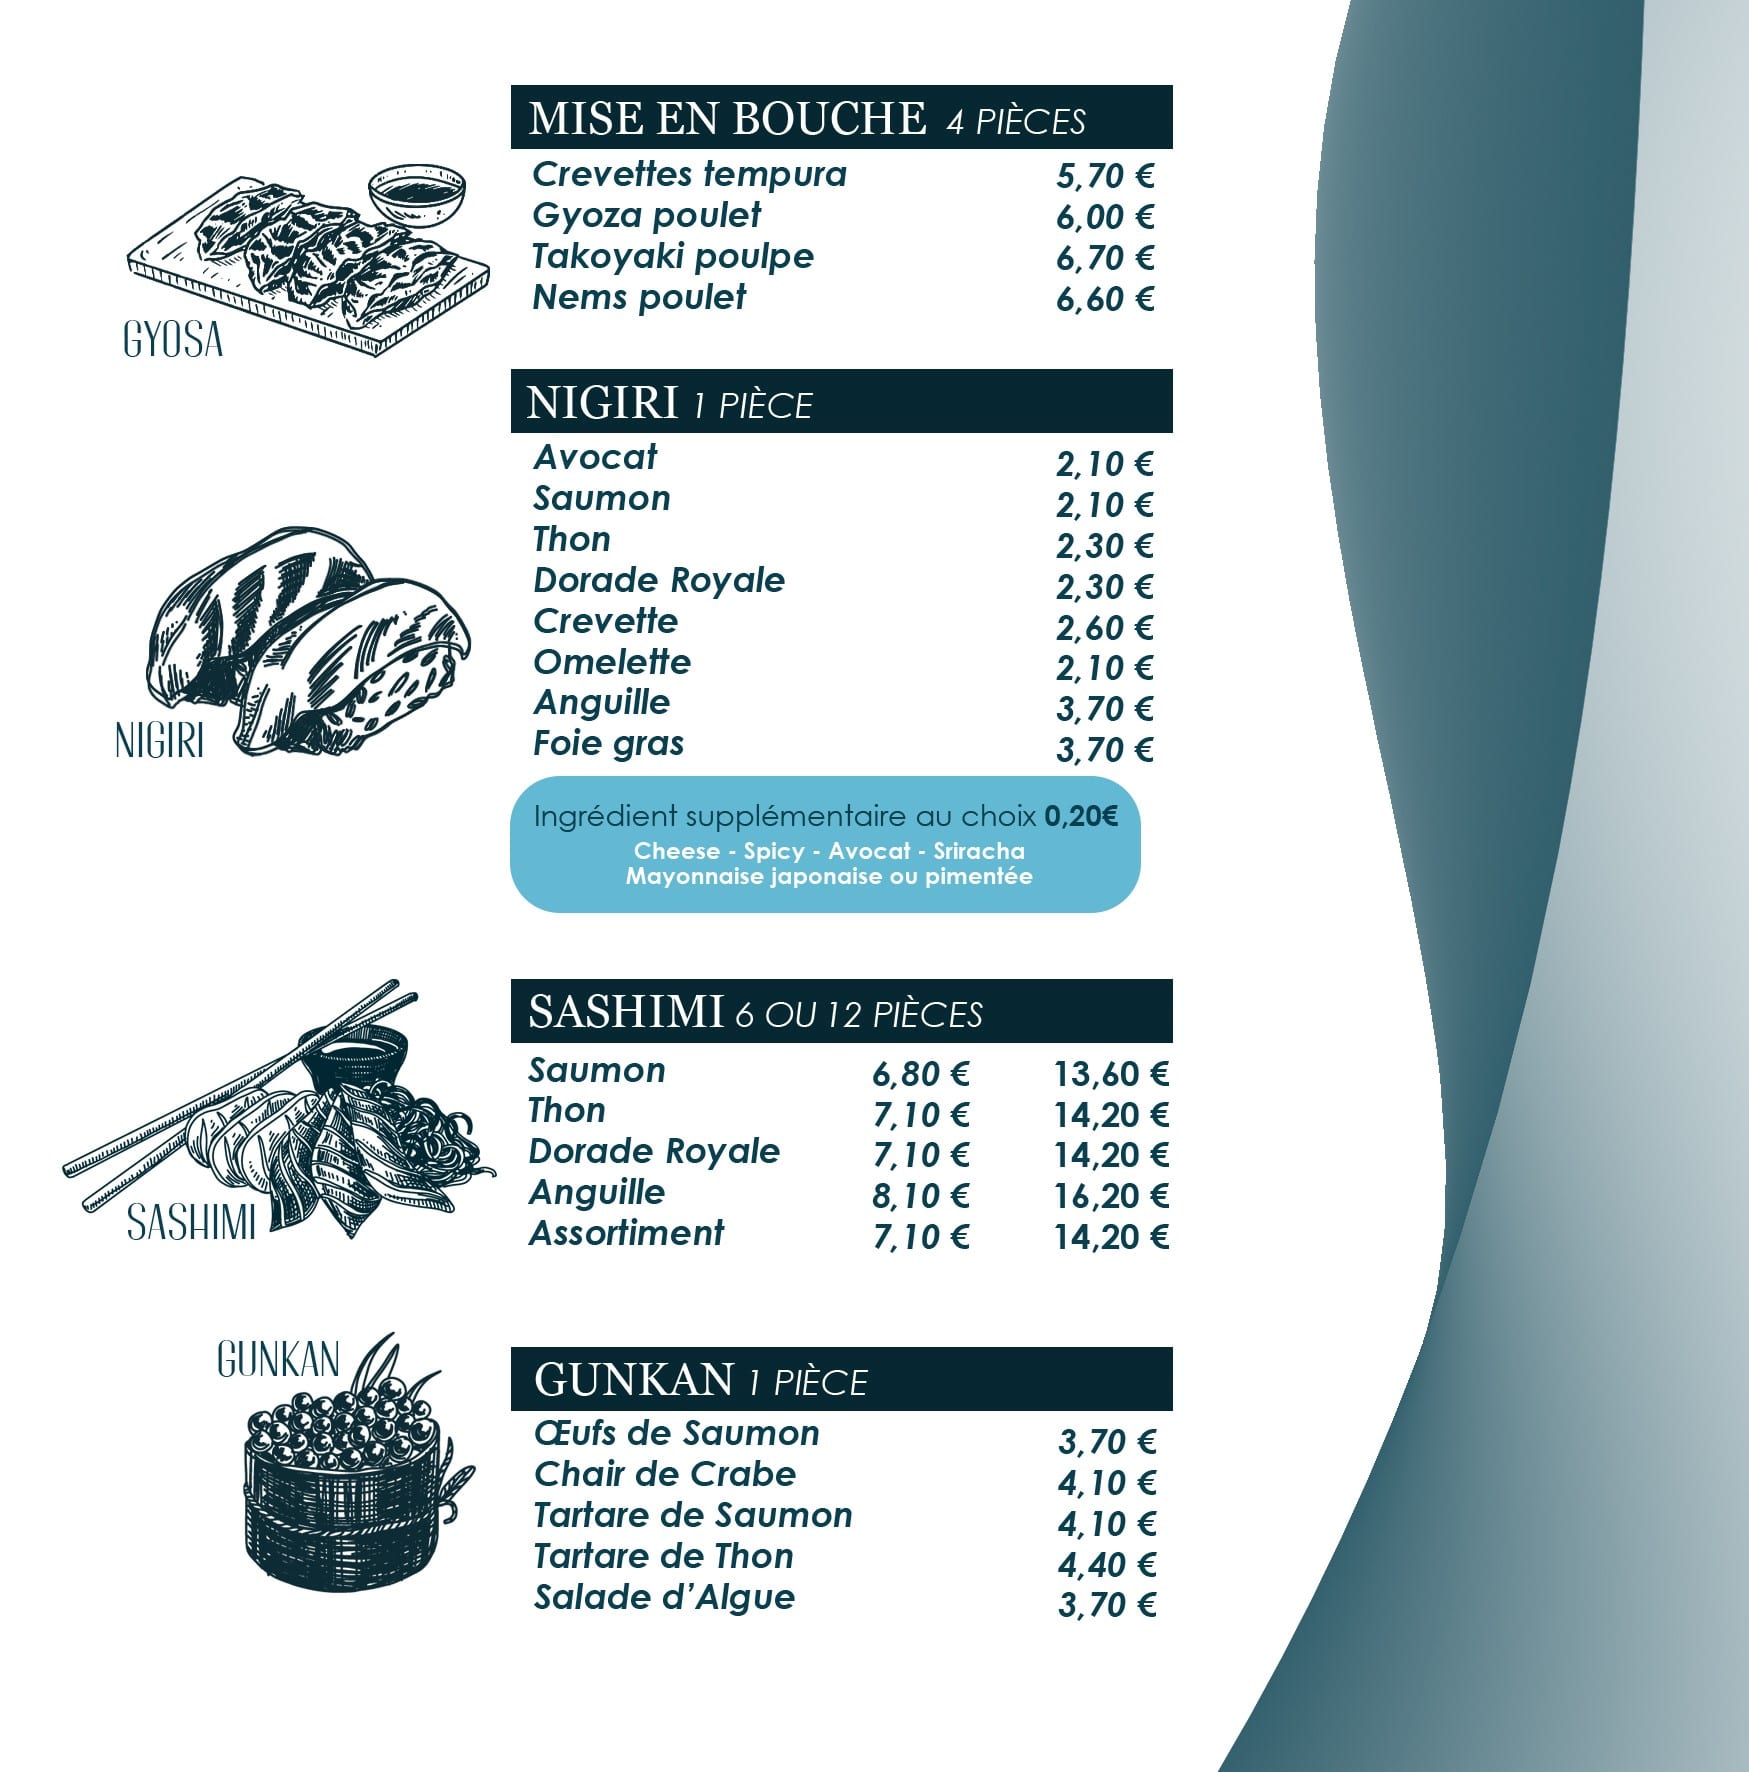 MISE EN BOUCHE 4 PIÈCES
Crevettes tempura 5,70 €
Gyoza poulet 6,00 €
Takoyaki poulpe 6,70 €
Nems poulet 6,60 €
GYOSA
NIGIRI 1 PIÈCE
Avocat 2,10 €
Saumon 2,10 €
Thon 2,30 €
Dorade Royale 2,30 €
Crevette 2,60 €
Omelette 2,10 €
Anguille 3,70 €
Foie gras 3,70 €
NIGIRI
Ingrédient supplémentaire au choix 0,20€
Cheese - Spicy - Avocat - Sriracha
Mayonnaise japonaise ou pimentée
SASHIMI 6 OU 12 PIÈCES
Saumon 6,80 € 13,60 €
Thon 7,10 € 14,20 €
Dorade Royale 7,10 € 14,20 €
Anguille 8,10 € 16,20 €
Assortiment 7,10 € 14,20 €
SASHIMI
GUNKAN
GUNKAN 1 PIÈCE
Œufs de Saumon 3,70 €
Chair de Crabe 4,10 €
Tartare de Saumon 4,10 €
Tartare de Thon 4,40 €
Salade d’Algue 3,70 €